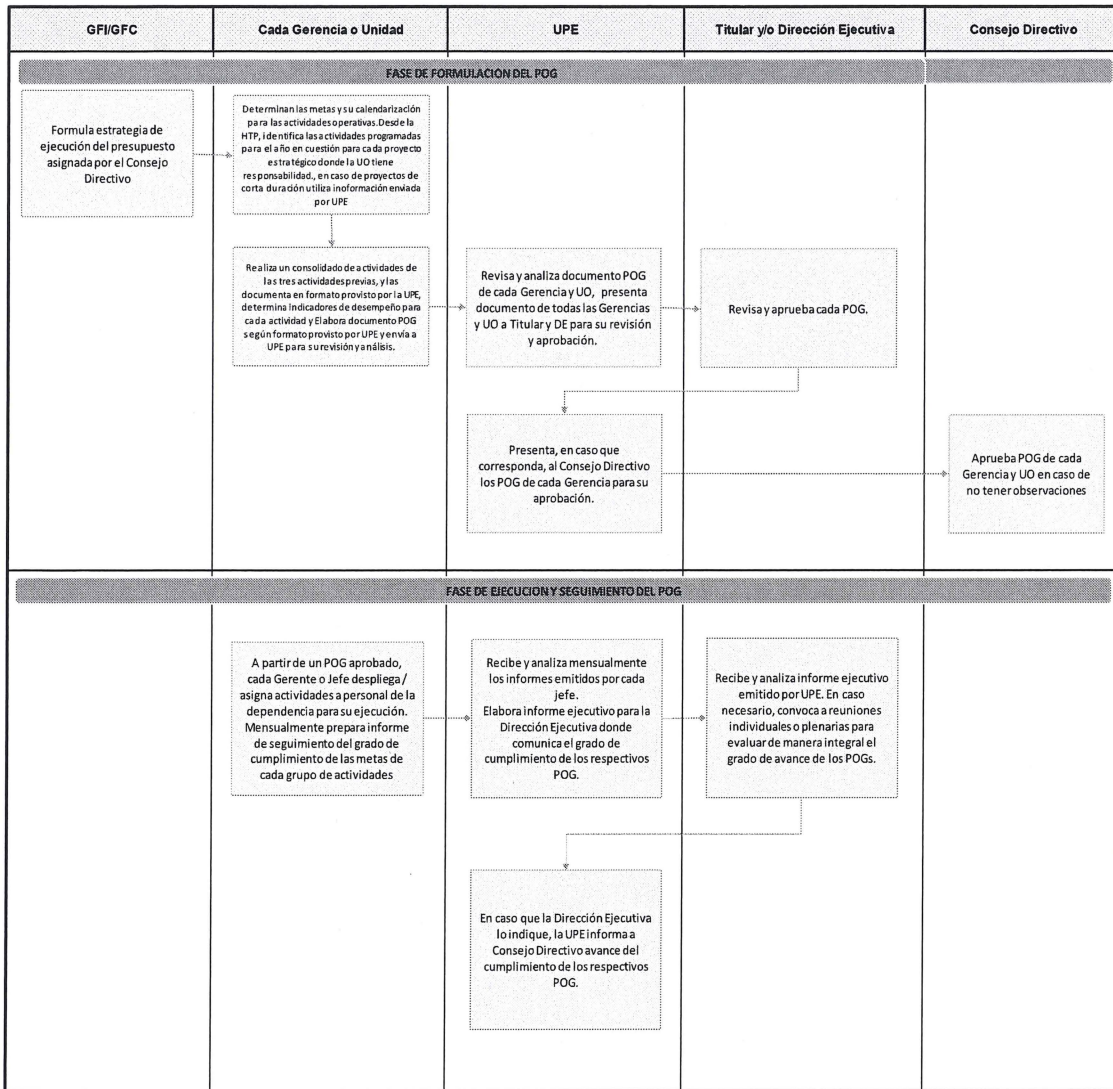 GFI/GFC
Cada Gerencia o Unidad
UPE
Titular y/o Dirección Ejecutiva
Consejo Directivo
FASE DE FORMULACION DEL POG
Formula estrategia de
ejecución del presupuesto
asignada por el Consejo
Directivo
Determinan las metas y su calendarización
para las actividades operativas.Desde la
HTP, identifica las actividades programadas
para el año en cuestión para cada proyecto
estratégico donde la UO tiene
responsabilidad., en caso de proyectos de
corta duración utiliza inoformación enviada
por UPE
Realiza un consolidado de actividades de
las tres actividades previas, y las
documenta en formato provisto por la UPE,
determina indicadores de desempeño para
cada actividad y Elabora documento POG
según formato provisto por UPE y envía a
UPE para su revisión y análisis.
Revisa y analiza documento POG
de cada Gerencia y UO, presenta
documento de todas las Gerencias
y UO a Titular y DE para su revisión
y aprobación.
Revisa y aprueba cada POG.
Presenta, en caso que
corresponda, al Consejo Directivo
los POG de cada Gerencia para su
aprobación.
Aprueba POG de cada
Gerencia y UO en caso de
no tener observaciones
FASE DE EJECUCION Y SEGUIMIENTO DEL POG
A partir de un POG aprobado,
cada Gerente o Jefe despliega/
asigna actividades a personal de la
dependencia para su ejecución.
Mensualmente prepara informe
de seguimiento del grado de
cumplimiento de las metas de
cada grupo de actividades
Recibe y analiza mensualmente
los informes emitidos por cada
jefe.
Elabora informe ejecutivo para la
Dirección Ejecutiva donde
comunica el grado de
cumplimiento de los respectivos
POG.
Recibe y analiza informe ejecutivo
emitido por UPE. En caso
necesario, convoca a reuniones
individuales o plenarias para
evaluar de manera integral el
grado de avance de los POGs.
En caso que la Dirección Ejecutiva
lo indique, la UPE informa a
Consejo Directivo avance del
cumplimiento de los respectivos
POG.